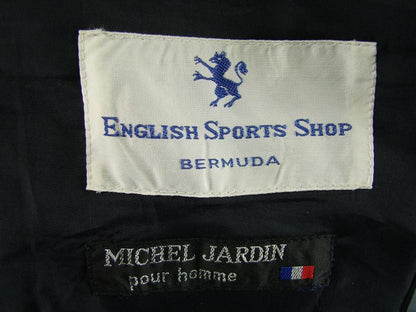 ENGLISH SPORTS SHOP
BERMUDA
MICHEL JARDIN
pour homme